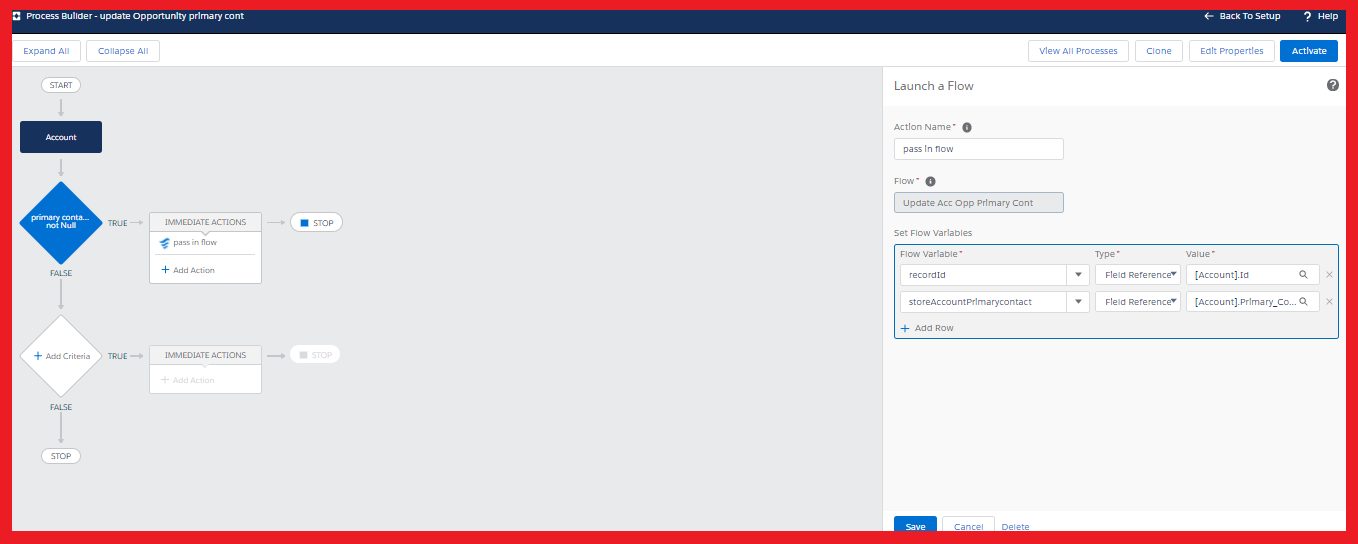 Process Builder - update Opportunity primary cont
Back To Setup
? Help
Expand All
Collapse All
View All Processes
Clone
Edit Properties
Activate
START
Account
primary conta...
not Null
TRUE
IMMEDIATE ACTIONS
pass in flow
+ Add Action
STOP
FALSE
+ Add Criteria
TRUE
IMMEDIATE ACTIONS
+ Add Action
STOP
FALSE
STOP
Launch a Flow
?
Action Name*
pass in flow
Flow*
Update Acc Opp Primary Cont
Set Flow Variables
Flow Variable* Type* Value*
recordId Field Reference [Account].Id
storeAccountPrimarycontact Field Reference [Account].Primary_Co...
+ Add Row
Save
Cancel
Delete